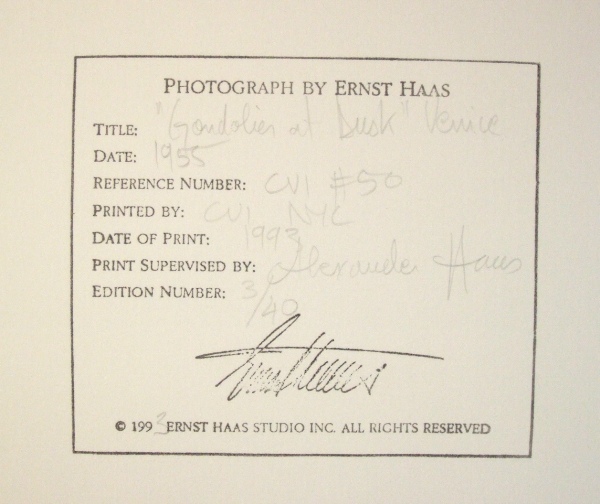 PHOTOGRAPH BY ERNST HAAS
TITLE: "Gondolier at Dusk" Venice
DATE: 1955
REFERENCE NUMBER: CVI #50
PRINTED BY: CVI NYC
DATE OF PRINT: 1993
PRINT SUPERVISED BY: Alexander Haas
EDITION NUMBER: 3/40
Ernst Haas
© 1993 ERNST HAAS STUDIO INC. ALL RIGHTS RESERVED